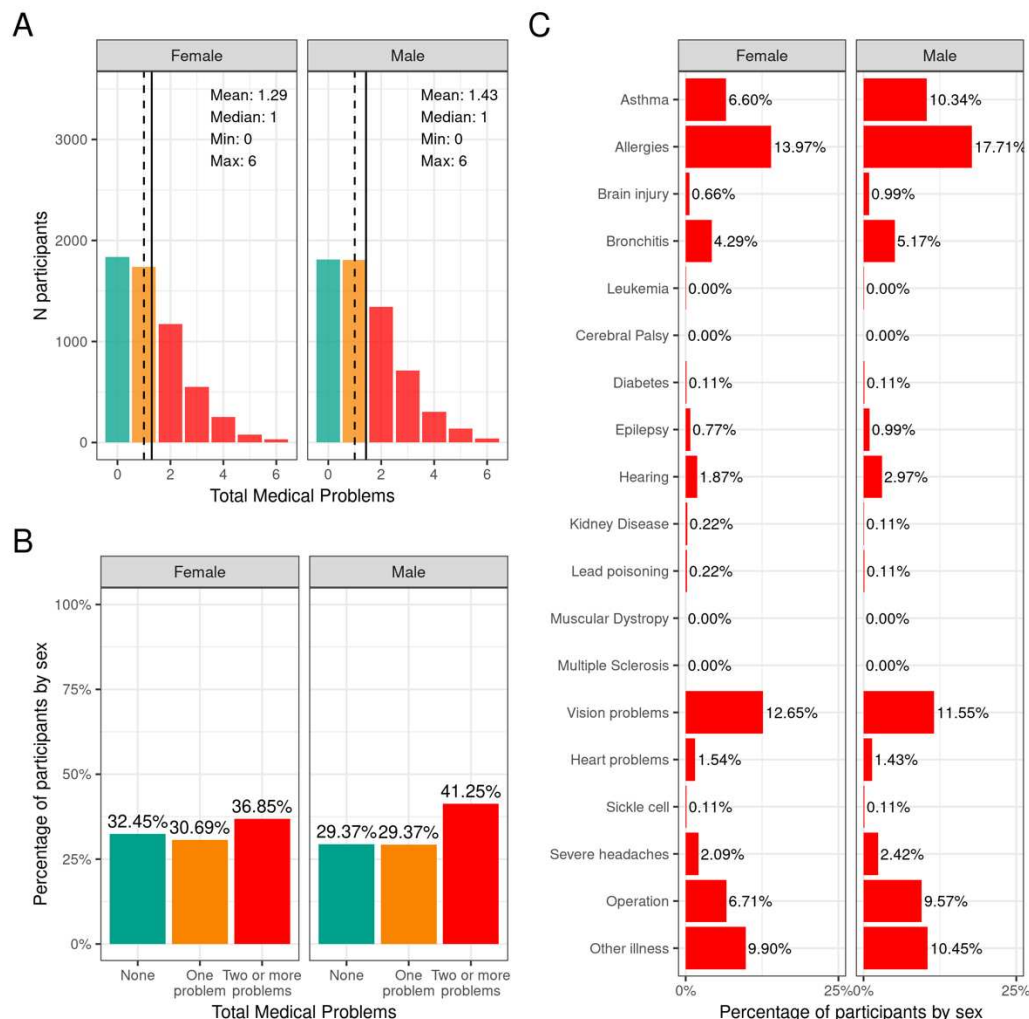 A
Female
Male
Mean: 1.29
Median: 1
Min: 0
Max: 6
Mean: 1.43
Median: 1
Min: 0
Max: 6
N participants
3000
2000
1000
0
0 2 4 6
0 2 4 6
Total Medical Problems
B
Female
Male
Percentage of participants by sex
100%
75%
50%
25%
0%
32.45% 30.69% 36.85%
29.37% 29.37% 41.25%
None One problem Two or more problems
None One problem Two or more problems
Total Medical Problems
C
Female
Male
Asthma 6.60% 10.34%
Allergies 13.97% 17.71%
Brain injury 0.66% 0.99%
Bronchitis 4.29% 5.17%
Leukemia 0.00% 0.00%
Cerebral Palsy 0.00% 0.00%
Diabetes 0.11% 0.11%
Epilepsy 0.77% 0.99%
Hearing 1.87% 2.97%
Kidney Disease 0.22% 0.11%
Lead poisoning 0.22% 0.11%
Muscular Dystropy 0.00% 0.00%
Multiple Sclerosis 0.00% 0.00%
Vision problems 12.65% 11.55%
Heart problems 1.54% 1.43%
Sickle cell 0.11% 0.11%
Severe headaches 2.09% 2.42%
Operation 6.71% 9.57%
Other illness 9.90% 10.45%
0% 25% 0% 25%
Percentage of participants by sex